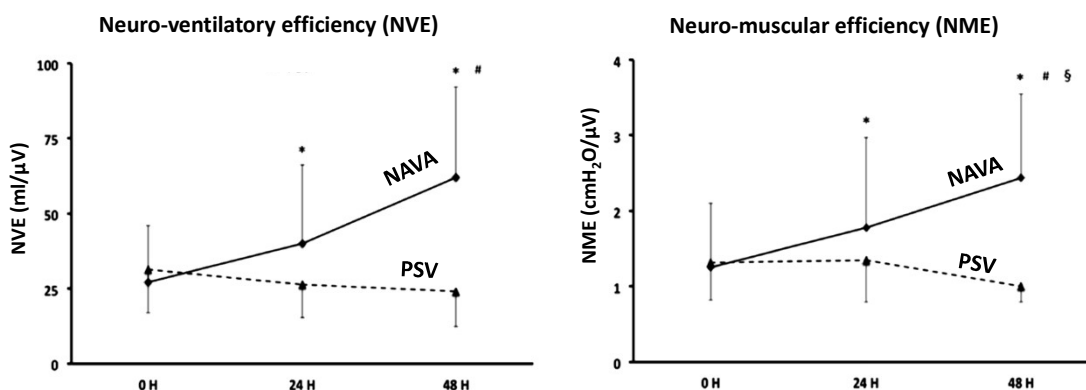 Neuro-ventilatory efficiency (NVE)
NVE (ml/μV)
100
75
50
25
0
* #
*
NAVA
PSV
0 H 24 H 48 H
Neuro-muscular efficiency (NME)
NME (cmH₂O/μV)
4
3
2
1
0
* # §
*
NAVA
PSV
0 H 24 H 48 H